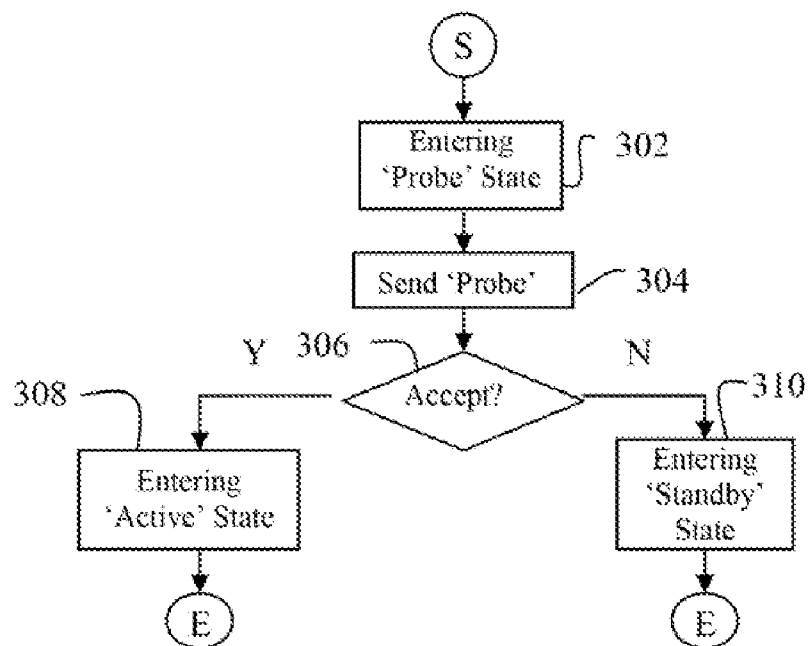 S
Entering
‘Probe’ State
302
Send ‘Probe’
304
Y
306
N
Accept?
308
310
Entering
‘Active’ State
Entering
‘Standby’
State
E
E